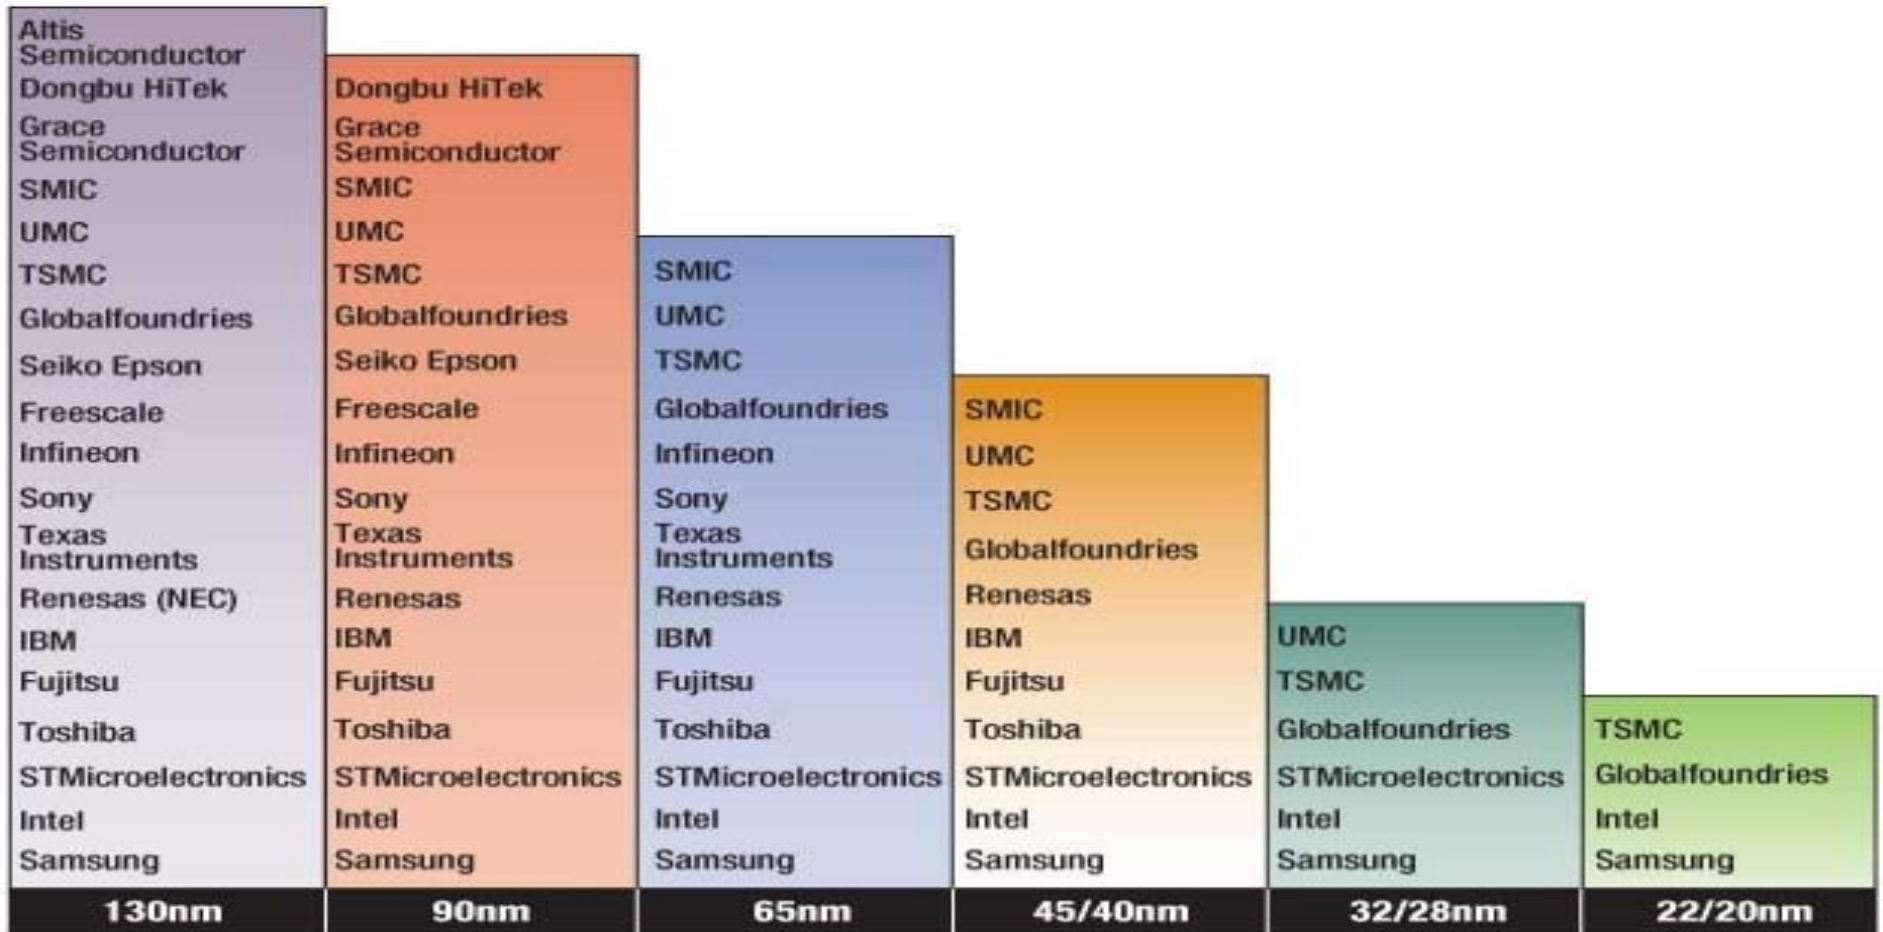 Altis
Semiconductor
Dongbu HiTek
Grace
Semiconductor
SMIC
UMC
TSMC
Globalfoundries
Seiko Epson
Freescale
Infineon
Sony
Texas
Instruments
Renesas (NEC)
IBM
Fujitsu
Toshiba
STMicroelectronics
Intel
Samsung
130nm
Dongbu HiTek
Grace
Semiconductor
SMIC
UMC
TSMC
Globalfoundries
Seiko Epson
Freescale
Infineon
Sony
Texas
Instruments
Renesas
IBM
Fujitsu
Toshiba
STMicroelectronics
Intel
Samsung
90nm
SMIC
UMC
TSMC
Globalfoundries
Infineon
Sony
Texas
Instruments
Renesas
IBM
Fujitsu
Toshiba
STMicroelectronics
Intel
Samsung
65nm
SMIC
UMC
TSMC
Globalfoundries
Renesas
IBM
Fujitsu
Toshiba
STMicroelectronics
Intel
Samsung
45/40nm
UMC
TSMC
Globalfoundries
STMicroelectronics
Intel
Samsung
32/28nm
TSMC
Globalfoundries
Intel
Samsung
22/20nm